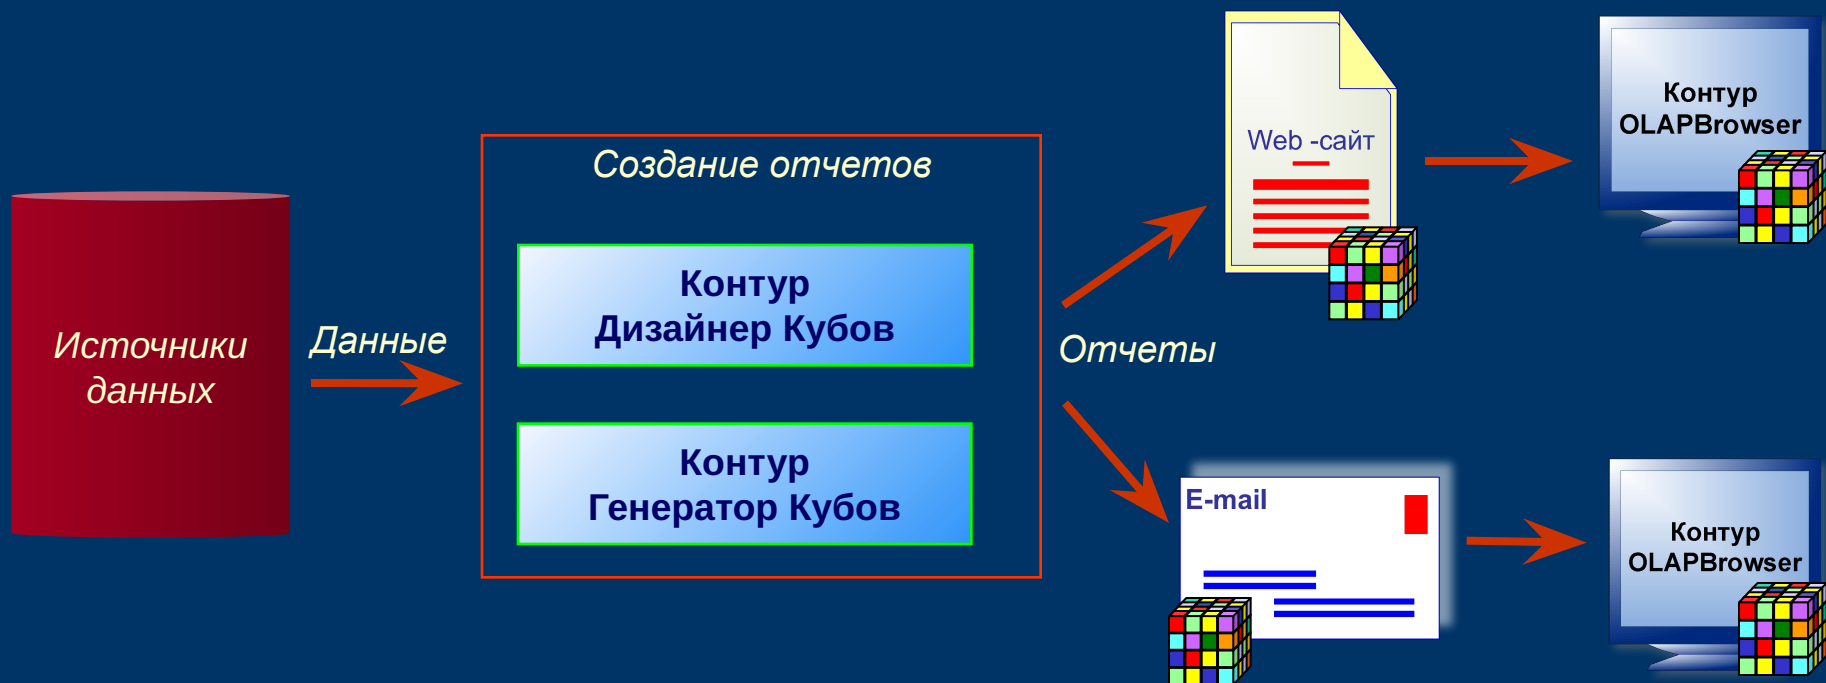 Источники
данных
Данные
Создание отчетов
Контур
Дизайнер Кубов
Контур
Генератор Кубов
Отчеты
Web -сайт
Контур
OLAPBrowser
E-mail
Контур
OLAPBrowser